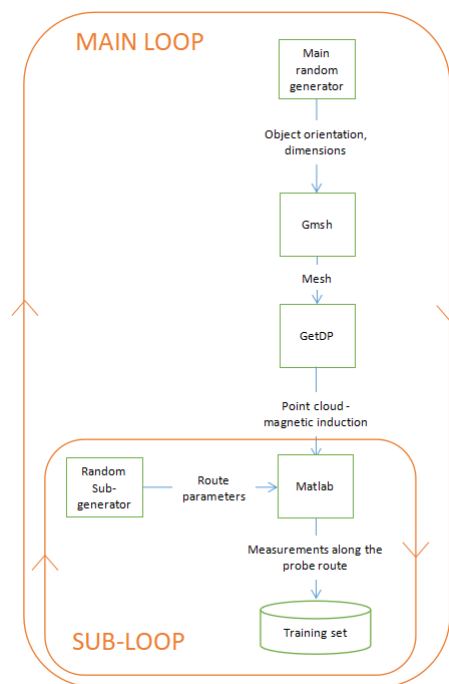 MAIN LOOP
Main
random
generator
Object orientation,
dimensions
Gmsh
Mesh
GetDP
Point cloud -
magnetic induction
Random
Sub-
generator
Route
parameters
Matlab
Measurements along the
probe route
Training set
SUB-LOOP